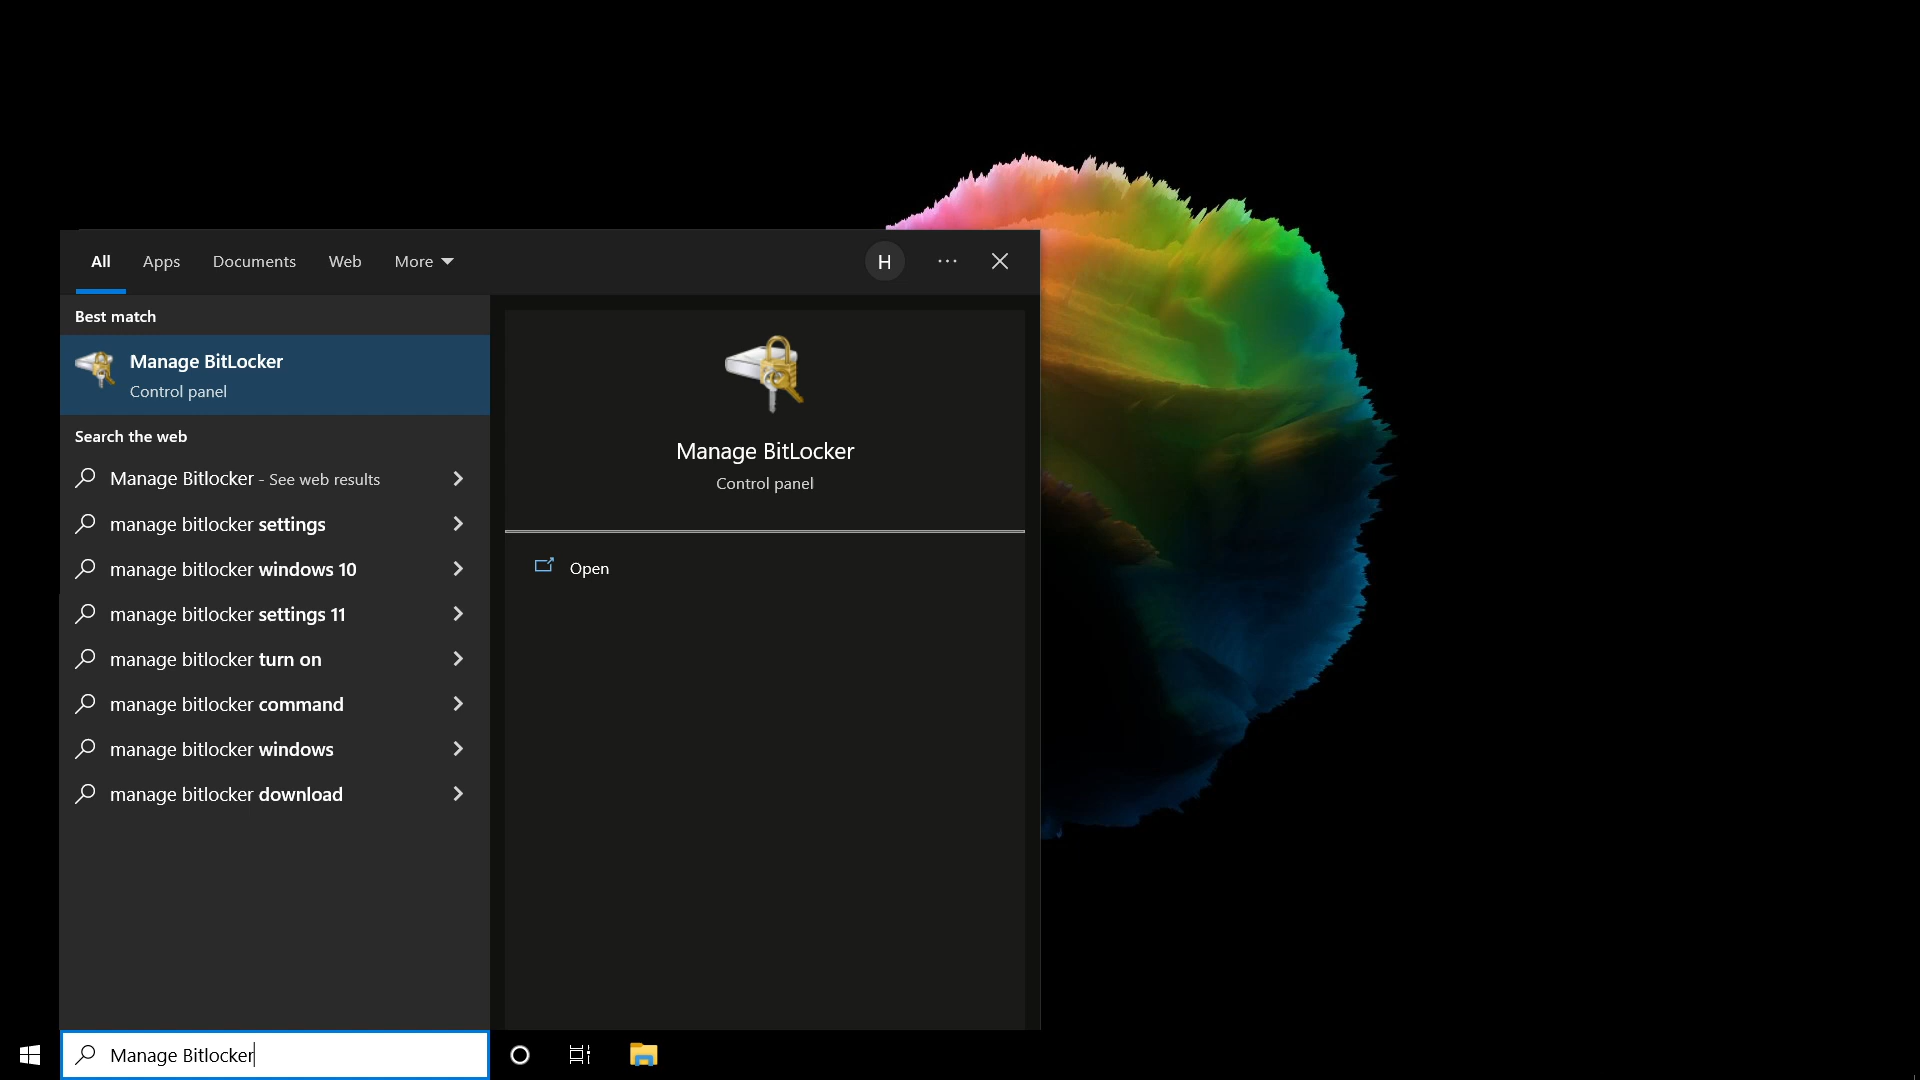 All Apps Documents Web More H
Best match
Manage BitLocker
Control panel
Search the web
Manage Bitlocker - See web results
manage bitlocker settings
manage bitlocker windows 10
manage bitlocker settings 11
manage bitlocker turn on
manage bitlocker command
manage bitlocker windows
manage bitlocker download
Manage BitLocker
Control panel
Open
Manage Bitlocker